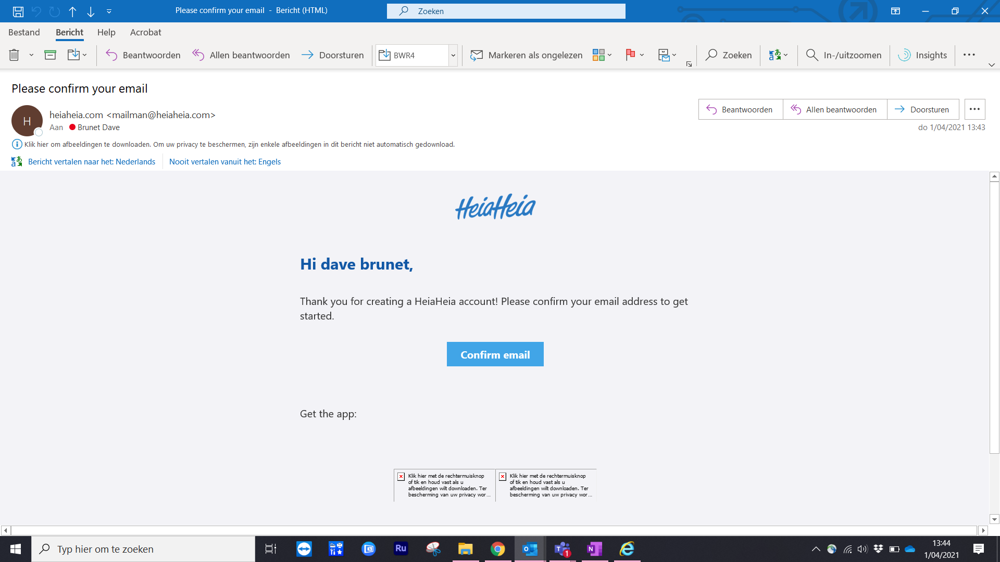 Please confirm your email - Bericht (HTML)
Zoeken
Bestand Bericht Help Acrobat
Beantwoorden Allen beantwoorden Doorsturen BWR4 Markeren als ongelezen Zoeken In-/uitzoomen Insights
Please confirm your email
H
heiaheia.com <mailman@heiaheia.com>
Aan Brunet Dave
Beantwoorden Allen beantwoorden Doorsturen
do 1/04/2021 13:43
Klik hier om afbeeldingen te downloaden. Om uw privacy te beschermen, zijn enkele afbeeldingen in dit bericht niet automatisch gedownload.
Bericht vertalen naar het: Nederlands Nooit vertalen vanuit het: Engels
HeiaHeia
Hi dave brunet,
Thank you for creating a HeiaHeia account! Please confirm your email address to get
started.
Confirm email
Get the app:
Klik hier met de rechtermuisknop
of tik en houd vast als u
afbeeldingen wilt downloaden. Ter
bescherming van uw privacy wor...
Klik hier met de rechtermuisknop
of tik en houd vast als u
afbeeldingen wilt downloaden. Ter
bescherming van uw privacy wor...
Typ hier om te zoeken
Ru
1
13:44
1/04/2021